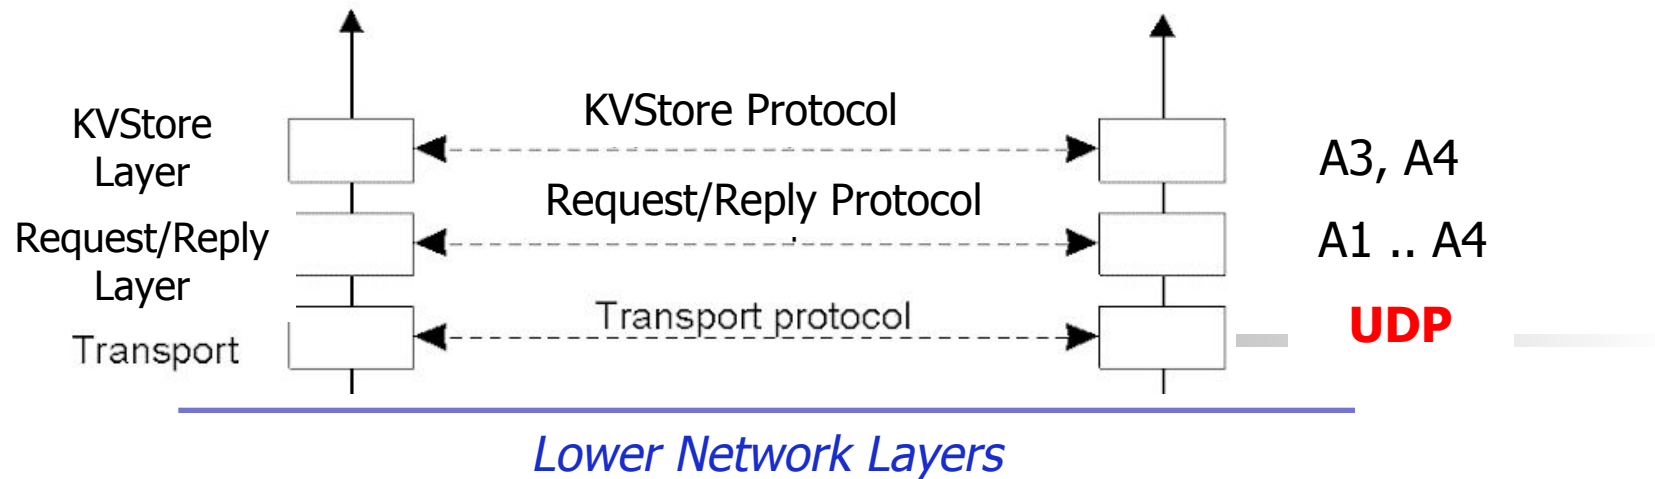 KVStore
Layer
KVStore Protocol
A3, A4
Request/Reply
Layer
Request/Reply Protocol
A1 .. A4
Transport
Transport protocol
UDP
Lower Network Layers